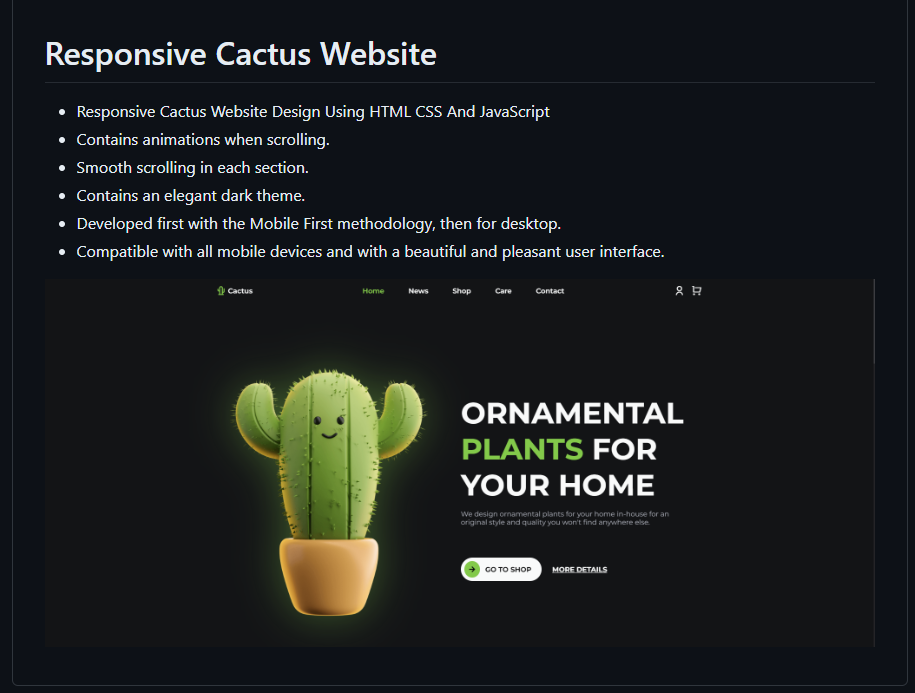 Responsive Cactus Website
Responsive Cactus Website Design Using HTML CSS And JavaScript
Contains animations when scrolling.
Smooth scrolling in each section.
Contains an elegant dark theme.
Developed first with the Mobile First methodology, then for desktop.
Compatible with all mobile devices and with a beautiful and pleasant user interface.
Cactus Home News Shop Care Contact
ORNAMENTAL
PLANTS FOR
YOUR HOME
We design ornamental plants for your home in-house for an
original style and quality you won't find anywhere else.
GO TO SHOP MORE DETAILS